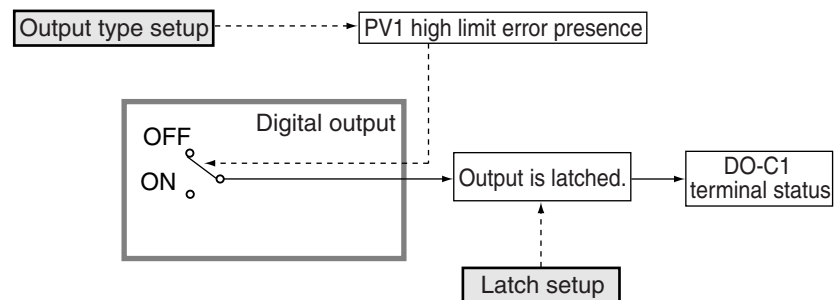 Output type setup
PV1 high limit error presence
Digital output
OFF
ON
Output is latched.
DO-C1
terminal status
Latch setup